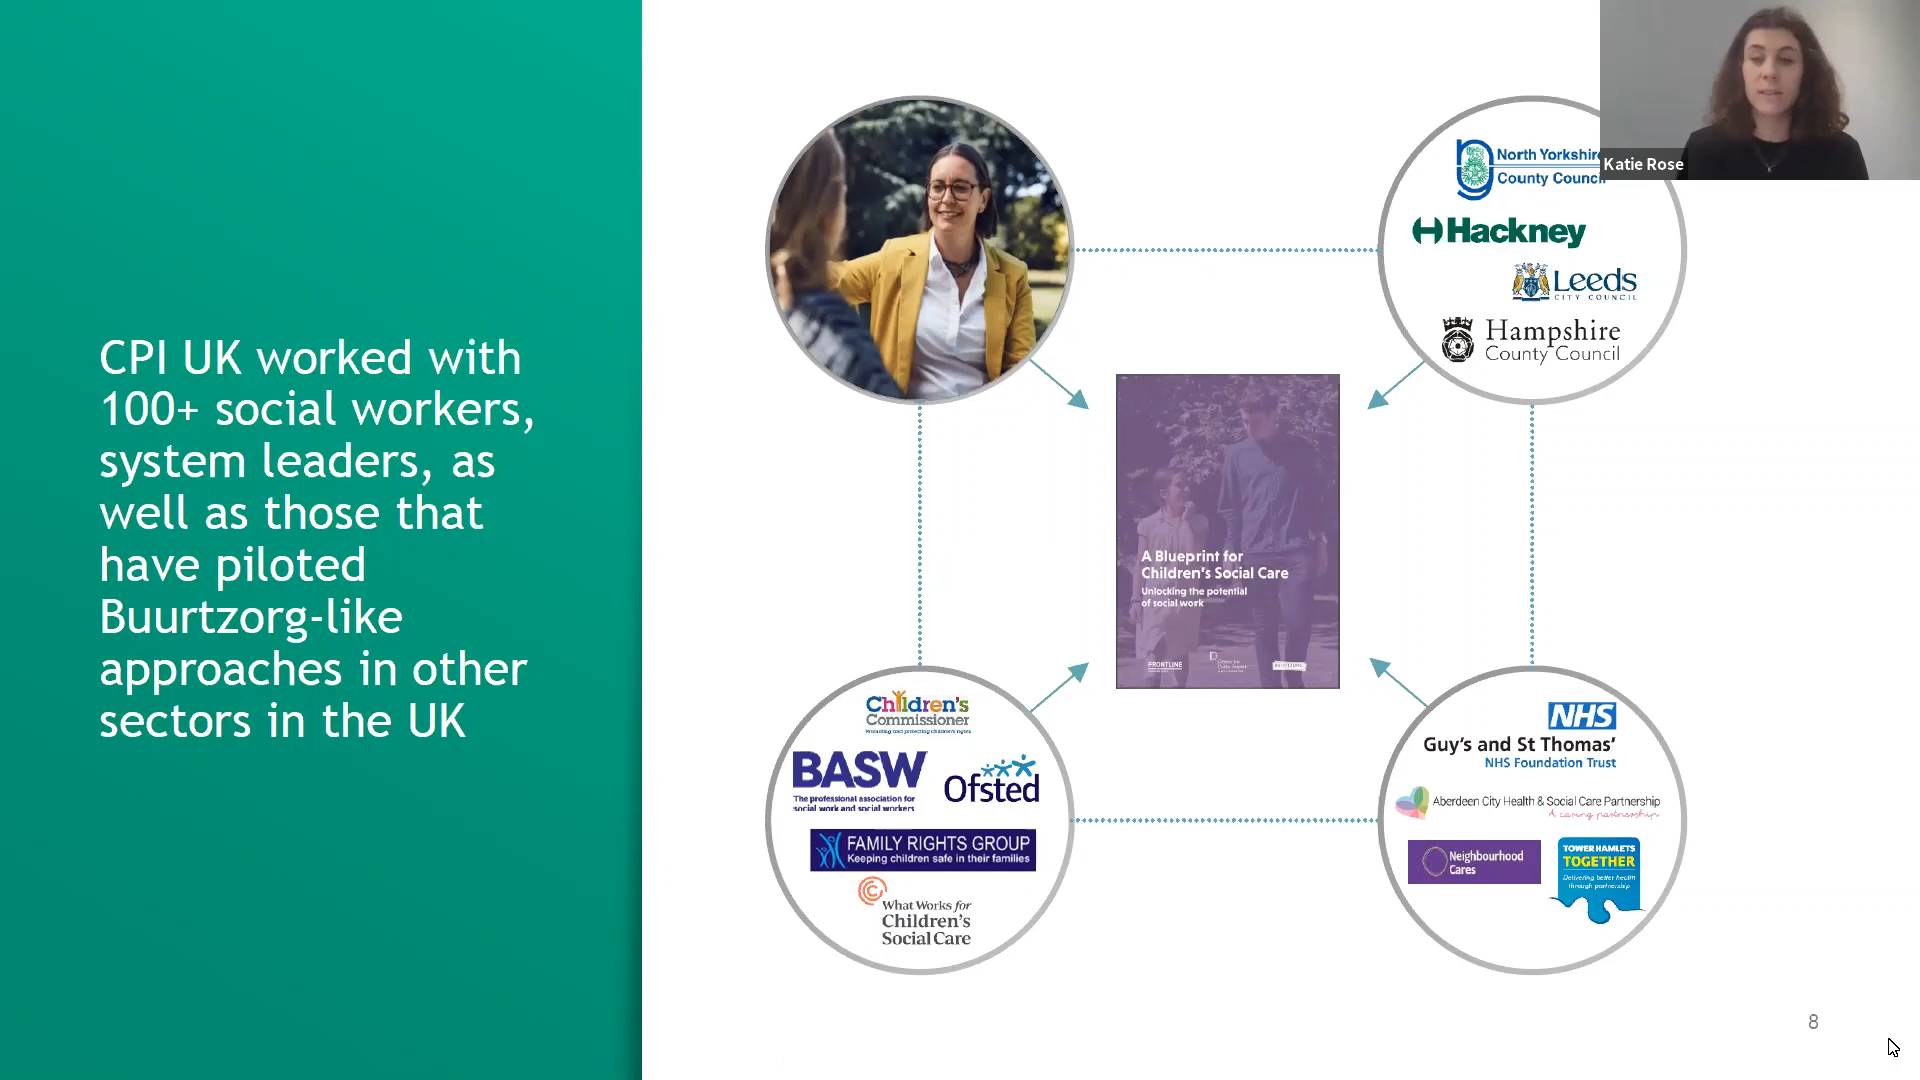 CPI UK worked with
100+ social workers,
system leaders, as
well as those that
have piloted
Buurtzorg-like
approaches in other
sectors in the UK
North Yorkshire
County Council
Hackney
Leeds
CITY COUNCIL
Hampshire
County Council
Katie Rose
A Blueprint for
Children's Social Care
Unlocking the potential
of social work
FRONTLINE
Children's
Commissioner
Promoting and protecting children's rights
BASW
The professional association for
social work and social workers
Ofsted
FAMILY RIGHTS GROUP
Keeping children safe in their families
What Works for
Children's
Social Care
NHS
Guy's and St Thomas'
NHS Foundation Trust
Aberdeen City Health & Social Care Partnership
A caring partnership
Neighbourhood
Cares
TOWER HAMLETS
TOGETHER
Delivering better health
through partnership
8